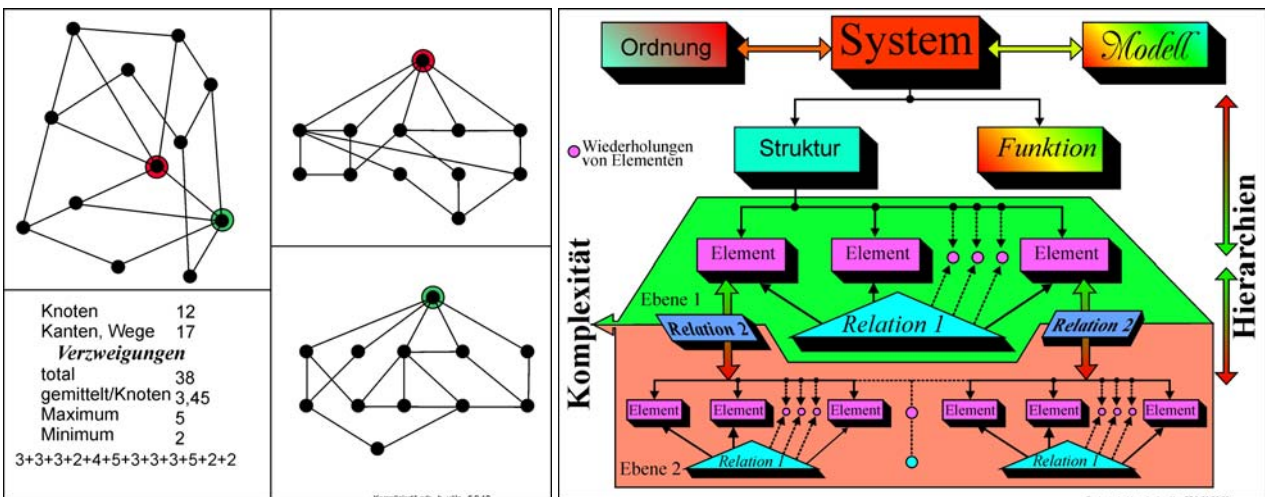 Knoten 12
Kanten, Wege 17
Verzweigungen
total 38
gemittelt/Knoten 3,45
Maximum 5
Minimum 2
3+3+3+2+4+5+3+3+3+5+2+2
Ordnung
System
Modell
Wiederholungen
von Elementen
Struktur
Funktion
Element
Element
Element
Ebene 1
Relation 2
Relation 1
Relation 2
Komplexität
Hierarchien
Element
Element
Element
Element
Element
Element
Ebene 2
Relation 1
Relation 1